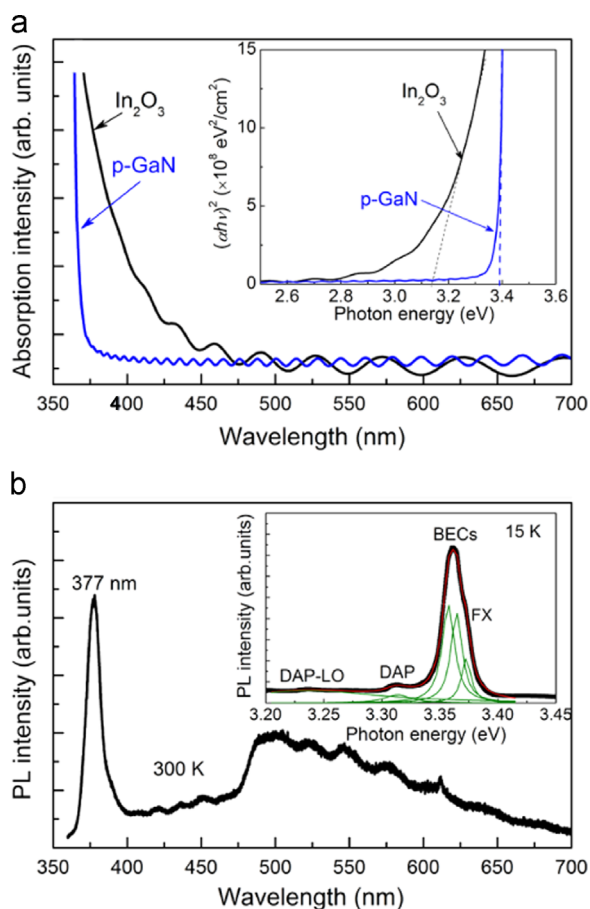 a
Absorption intensity (arb. units)
In₂O₃
p-GaN
350 400 450 500 550 600 650 700
Wavelength (nm)
(αhν)² (×10⁸ eV²/cm²)
15
10
5
0
In₂O₃
p-GaN
2.6 2.8 3.0 3.2 3.4 3.6
Photon energy (eV)
b
PL intensity (arb.units)
377 nm
300 K
350 400 450 500 550 600 650 700
Wavelength (nm)
PL intensity (arb.units)
BECs
15 K
FX
DAP-LO
DAP
3.20 3.25 3.30 3.35 3.40 3.45
Photon energy (eV)